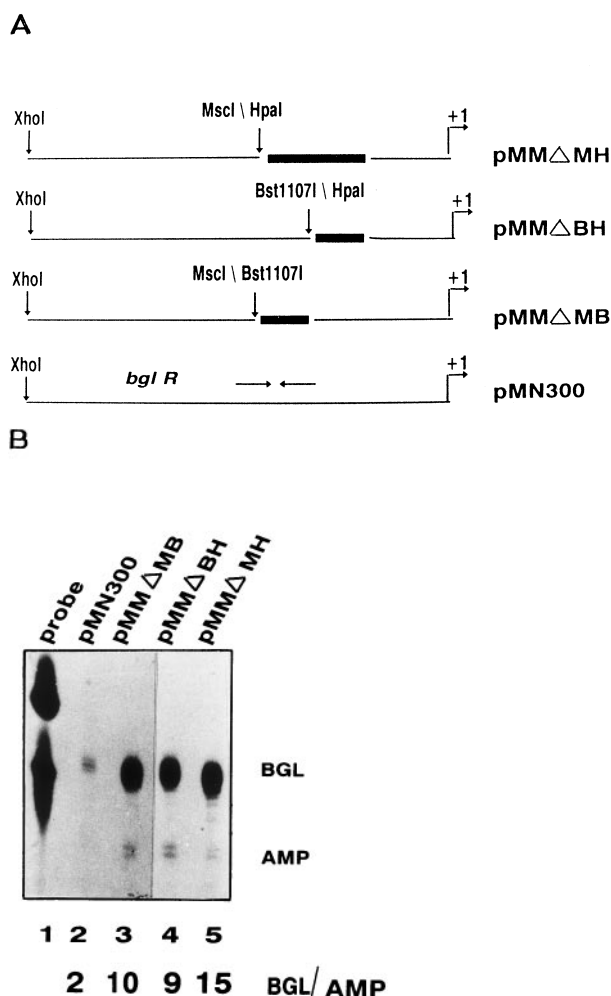 A
XhoI
MscI \ HpaI
+1
pMM△MH
XhoI
Bst1107I \ HpaI
+1
pMM△BH
XhoI
MscI \ Bst1107I
+1
pMM△MB
XhoI
bgl R
+1
pMN300
B
probe
pMN300
pMM△MB
pMM△BH
pMM△MH
BGL
AMP
1 2 3 4 5
2 10 9 15 BGL/AMP